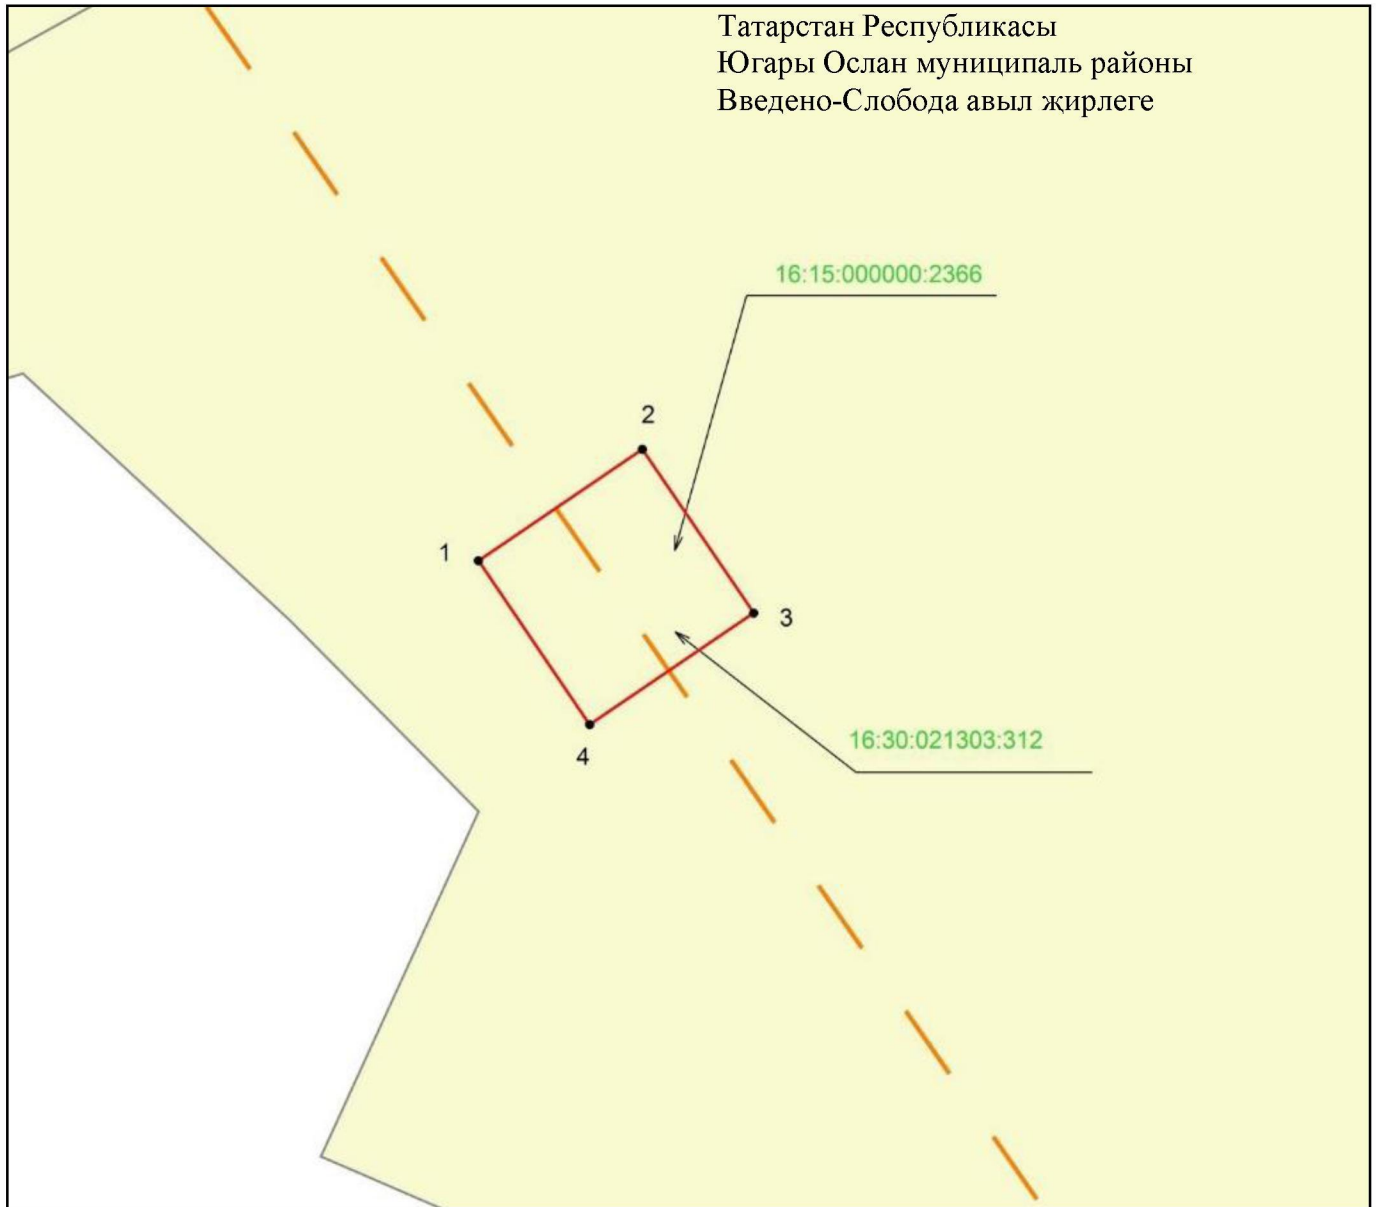 Татарстан Республикасы
Югары Ослан муниципаль районы
Введено-Слобода авыл җирлеге
16:15:000000:2366
2
1
3
4
16:30:021303:312